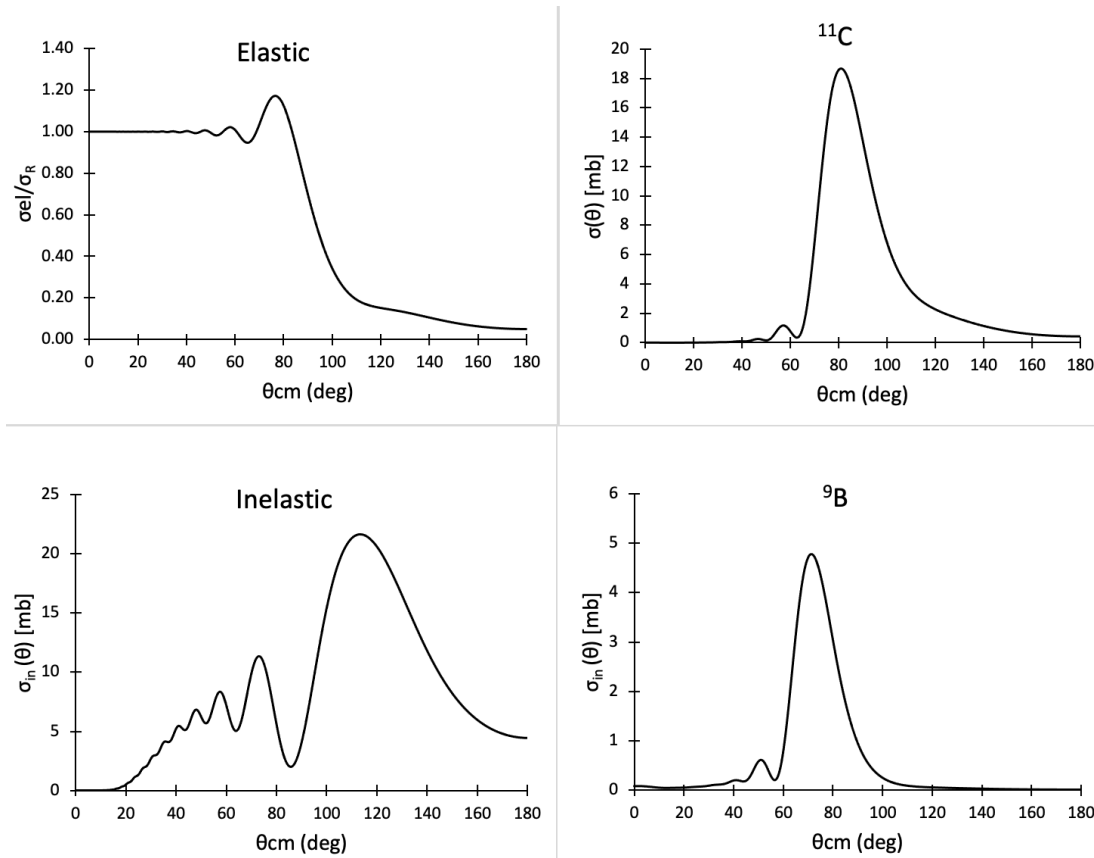 Elastic
σel/σR
1.40
1.20
1.00
0.80
0.60
0.40
0.20
0.00
0 20 40 60 80 100 120 140 160 180
θcm (deg)
11C
σ(θ) [mb]
20
18
16
14
12
10
8
6
4
2
0
0 20 40 60 80 100 120 140 160 180
θcm (deg)
Inelastic
σin (θ) [mb]
25
20
15
10
5
0
0 20 40 60 80 100 120 140 160 180
θcm (deg)
9B
σin (θ) [mb]
6
5
4
3
2
1
0
0 20 40 60 80 100 120 140 160 180
θcm (deg)